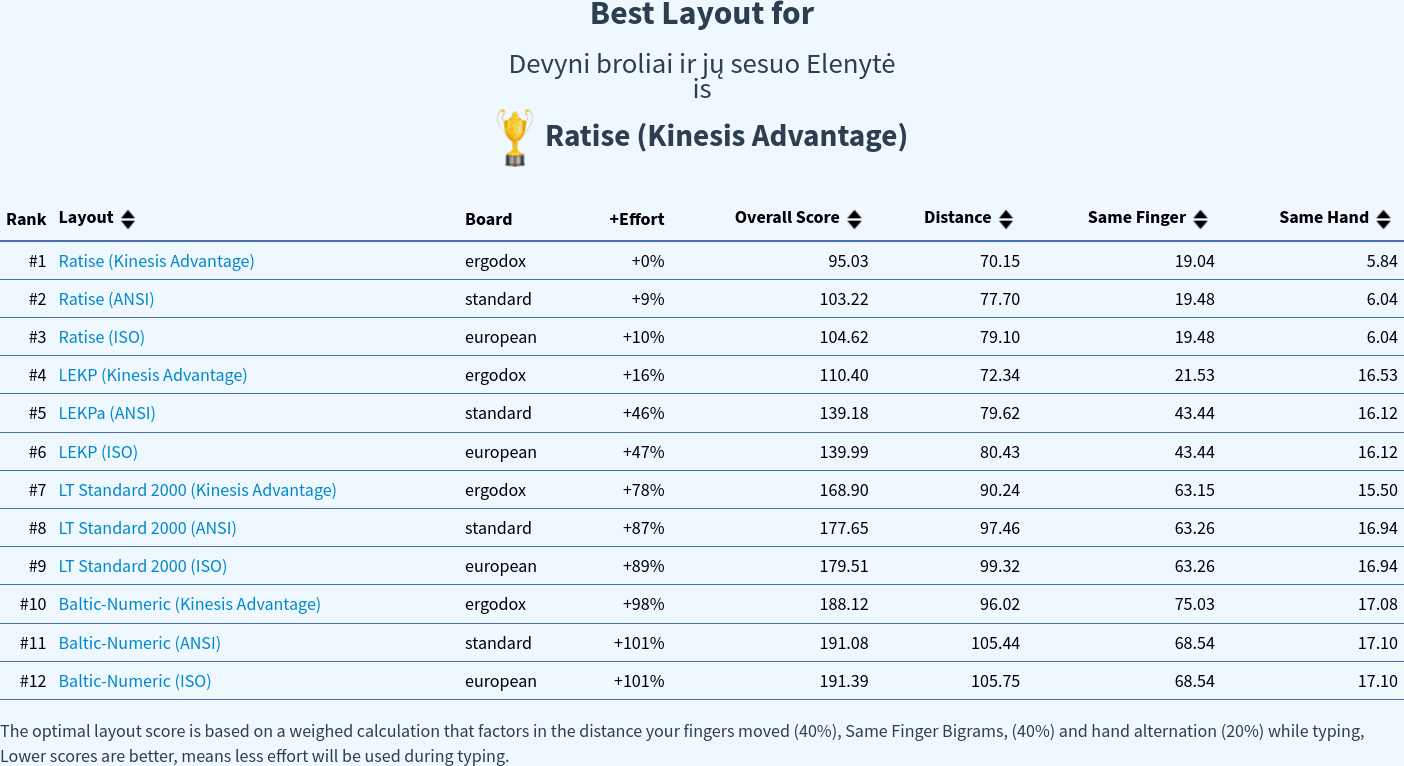 Best Layout for
Devyni broliai ir jų sesuo Elenytė
is
Ratise (Kinesis Advantage)
Rank Layout Board +Effort Overall Score Distance Same Finger Same Hand
#1 Ratise (Kinesis Advantage) ergodox +0% 95.03 70.15 19.04 5.84
#2 Ratise (ANSI) standard +9% 103.22 77.70 19.48 6.04
#3 Ratise (ISO) european +10% 104.62 79.10 19.48 6.04
#4 LEKP (Kinesis Advantage) ergodox +16% 110.40 72.34 21.53 16.53
#5 LEKPa (ANSI) standard +46% 139.18 79.62 43.44 16.12
#6 LEKP (ISO) european +47% 139.99 80.43 43.44 16.12
#7 LT Standard 2000 (Kinesis Advantage) ergodox +78% 168.90 90.24 63.15 15.50
#8 LT Standard 2000 (ANSI) standard +87% 177.65 97.46 63.26 16.94
#9 LT Standard 2000 (ISO) european +89% 179.51 99.32 63.26 16.94
#10 Baltic-Numeric (Kinesis Advantage) ergodox +98% 188.12 96.02 75.03 17.08
#11 Baltic-Numeric (ANSI) standard +101% 191.08 105.44 68.54 17.10
#12 Baltic-Numeric (ISO) european +101% 191.39 105.75 68.54 17.10
The optimal layout score is based on a weighed calculation that factors in the distance your fingers moved (40%), Same Finger Bigrams, (40%) and hand alternation (20%) while typing,
Lower scores are better, means less effort will be used during typing.